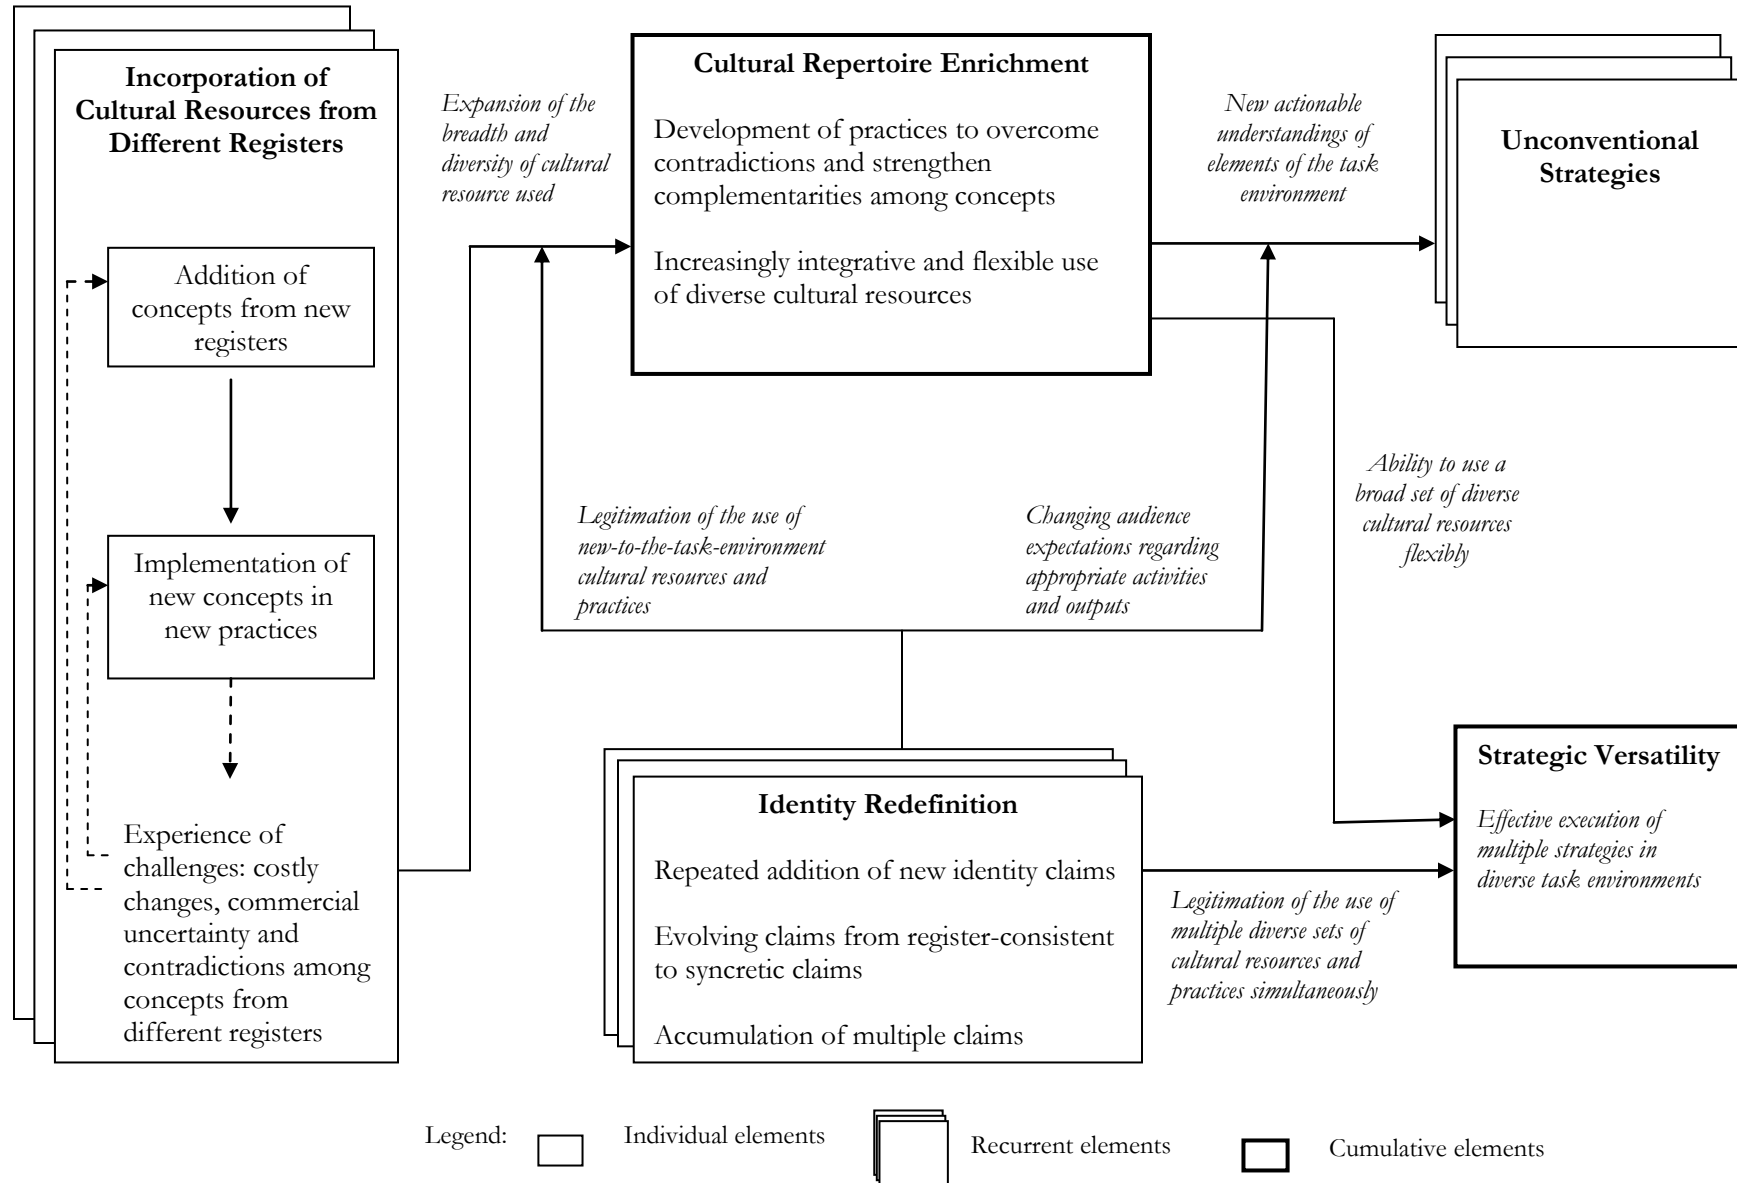 Incorporation of
Cultural Resources from
Different Registers
Addition of
concepts from new
registers
Implementation of
new concepts in
new practices
Experience of
challenges: costly
changes, commercial
uncertainty and
contradictions among
concepts from
different registers
Expansion of the
breadth and
diversity of cultural
resource used
Cultural Repertoire Enrichment
Development of practices to overcome
contradictions and strengthen
complementarities among concepts
Increasingly integrative and flexible use
of diverse cultural resources
New actionable
understandings of
elements of the task
environment
Unconventional
Strategies
Legitimation of the use of
new-to-the-task-environment
cultural resources and
practices
Changing audience
expectations regarding
appropriate activities
and outputs
Ability to use a
broad set of diverse
cultural resources
flexibly
Identity Redefinition
Repeated addition of new identity claims
Evolving claims from register-consistent
to syncretic claims
Accumulation of multiple claims
Legitimation of the use of
multiple diverse sets of
cultural resources and
practices simultaneously
Strategic Versatility
Effective execution of
multiple strategies in
diverse task environments
Legend:
Individual elements
Recurrent elements
Cumulative elements